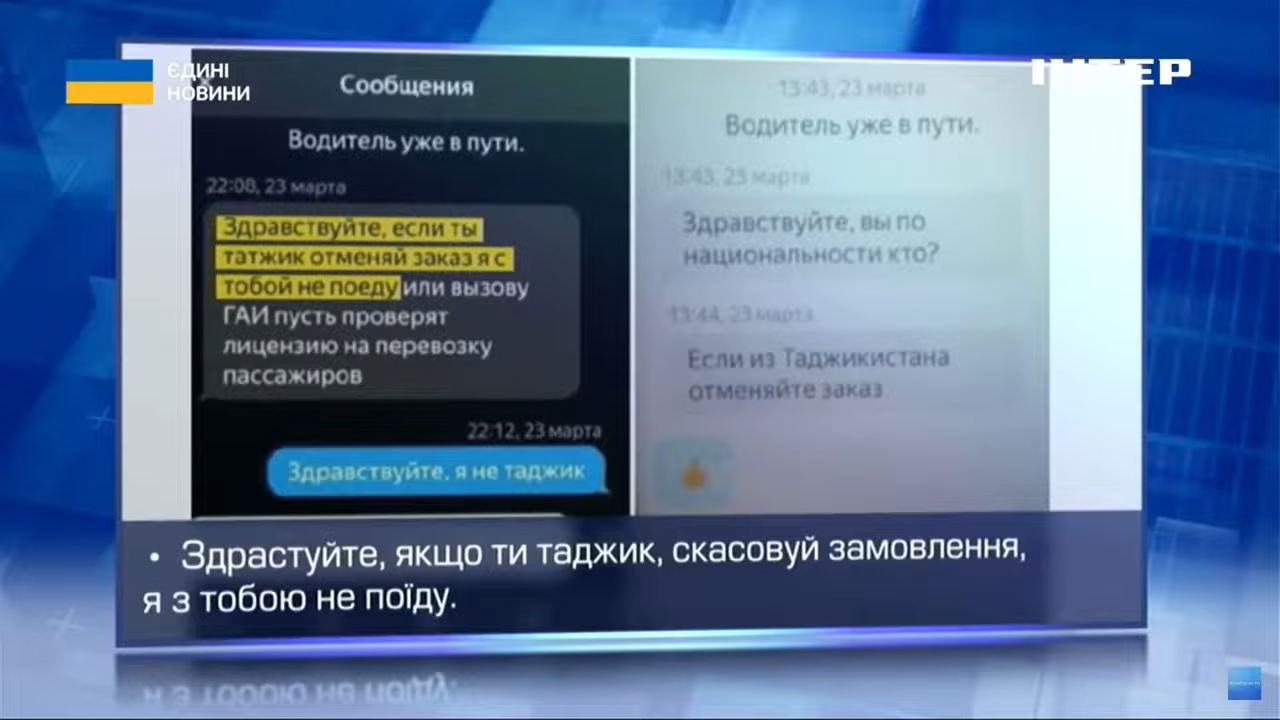 ЄДИНІ
НОВИНИ
ІНТЕР
Сообщения
Водитель уже в пути.
22:08, 23 марта
Здравствуйте, если ты
татжик отменяй заказ я с
тобой не поеду или вызову
ГАИ пусть проверят
лицензию на перевозку
пассажиров
22:12, 23 марта
Здравствуйте, я не таджик
13:43, 23 марта
Водитель уже в пути.
13:43, 23 марта
Здравствуйте, вы по
национальности кто?
13:44, 23 марта
Если из Таджикистана
отменяйте заказ
• Здрастуйте, якщо ти таджик, скасовуй замовлення,
я з тобою не поїду.